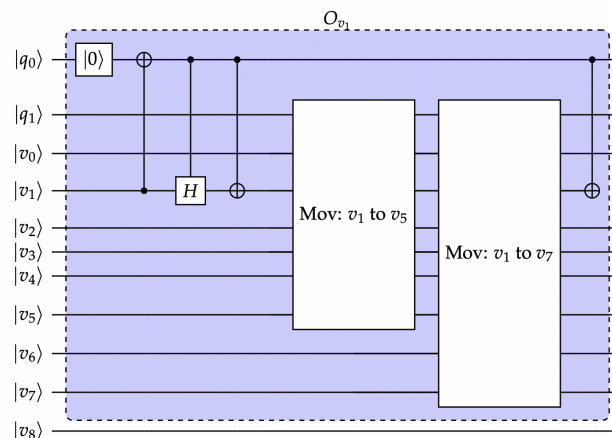 O_{v_1}
|q_0⟩ |0⟩
|q_1⟩
|v_0⟩
|v_1⟩ H
|v_2⟩ Mov: v_1 to v_5
|v_3⟩ Mov: v_1 to v_7
|v_4⟩
|v_5⟩
|v_6⟩
|v_7⟩
|v_8⟩